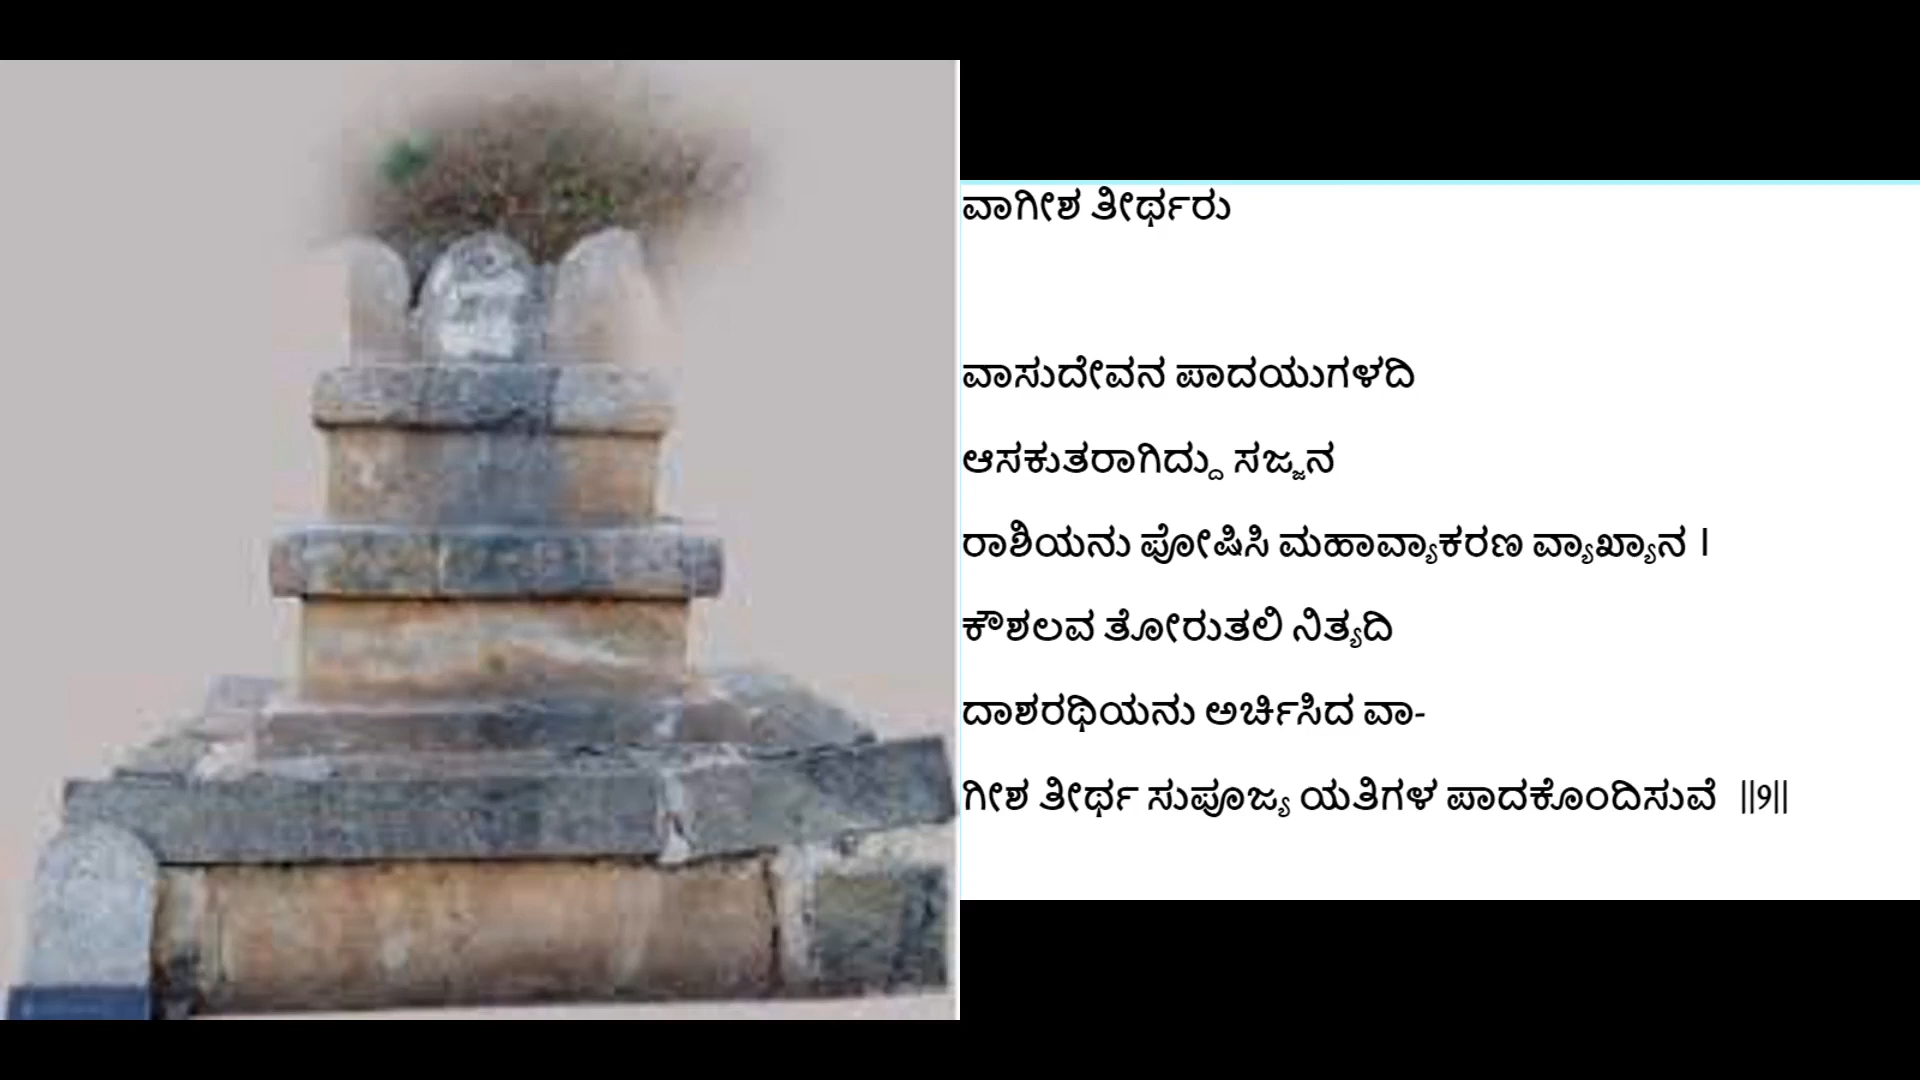 ವಾಗೀಶ ತೀರ್ಥರು
ವಾಸುದೇವನ ಪಾದಯುಗಳದಿ
ಆಸಕುತರಾಗಿದ್ದು ಸಜ್ಜನ
ರಾಶಿಯನು ಪೋಷಿಸಿ ಮಹಾವ್ಯಾಕರಣ ವ್ಯಾಖ್ಯಾನ ।
ಕೌಶಲವ ತೋರುತಲಿ ನಿತ್ಯದಿ
ದಾಶರಥಿಯನು ಅರ್ಚಿಸಿದ ವಾ-
ಗೀಶ ತೀರ್ಥ ಸುಪೂಜ್ಯ ಯತಿಗಳ ಪಾದಕೊಂದಿಸುವೆ ||9||